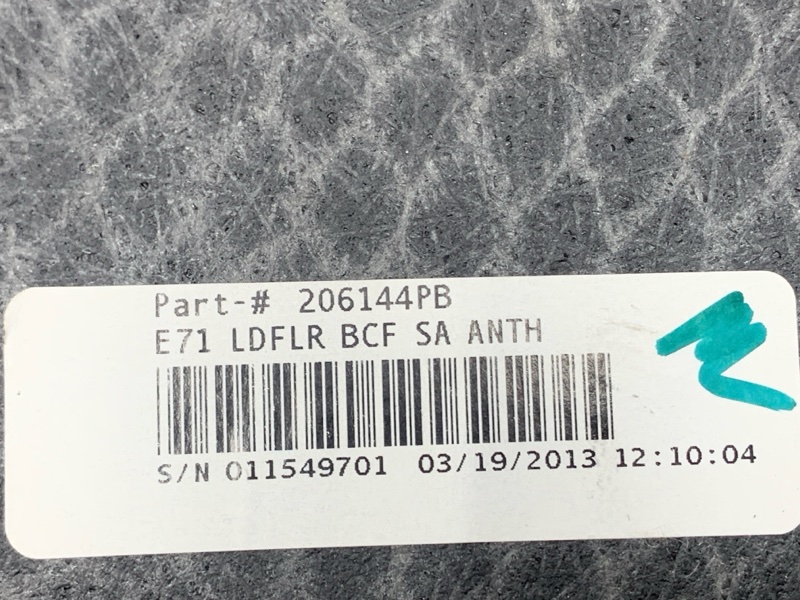 Part-# 206144PB
E71 LDFLR BCF SA ANTH
S/N 011549701 03/19/2013 12:10:04